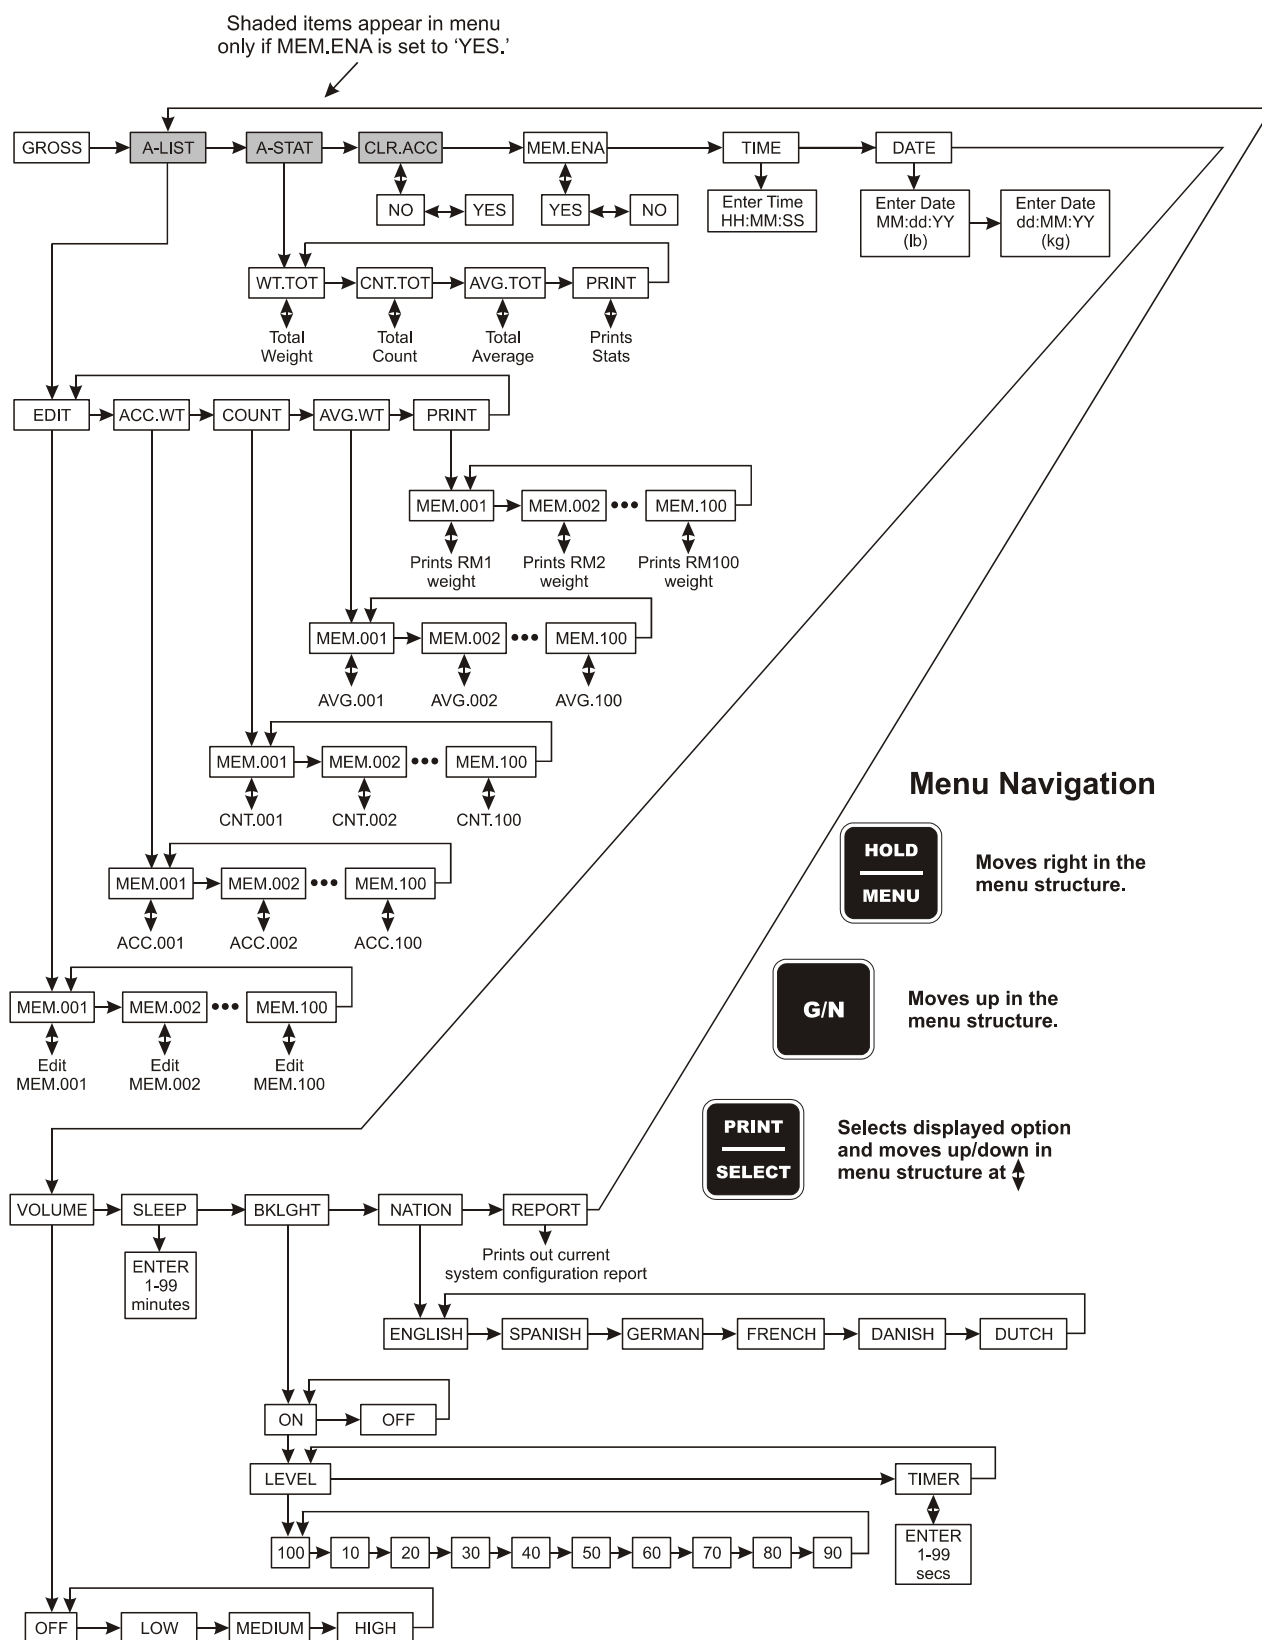 Shaded items appear in menu
only if MEM.ENA is set to ‘YES.’
GROSS A-LIST A-STAT CLR.ACC MEM.ENA TIME DATE
NO YES YES NO
Enter Time
HH:MM:SS
Enter Date
MM:dd:YY
(lb)
Enter Date
dd:MM:YY
(kg)
WT.TOT CNT.TOT AVG.TOT PRINT
Total
Weight
Total
Count
Total
Average
Prints
Stats
EDIT ACC.WT COUNT AVG.WT PRINT
MEM.001 MEM.002 ••• MEM.100
Prints RM1
weight
Prints RM2
weight
Prints RM100
weight
MEM.001 MEM.002 ••• MEM.100
AVG.001 AVG.002 AVG.100
MEM.001 MEM.002 ••• MEM.100
CNT.001 CNT.002 CNT.100
MEM.001 MEM.002 ••• MEM.100
ACC.001 ACC.002 ACC.100
MEM.001 MEM.002 ••• MEM.100
Edit
MEM.001
Edit
MEM.002
Edit
MEM.100
Menu Navigation
HOLD
MENU
Moves right in the
menu structure.
G/N
Moves up in the
menu structure.
PRINT
SELECT
Selects displayed option
and moves up/down in
menu structure at
VOLUME SLEEP BKLGHT NATION REPORT
ENTER
1-99
minutes
Prints out current
system configuration report
ENGLISH SPANISH GERMAN FRENCH DANISH DUTCH
ON OFF
LEVEL TIMER
100 10 20 30 40 50 60 70 80 90
ENTER
1-99
secs
OFF LOW MEDIUM HIGH